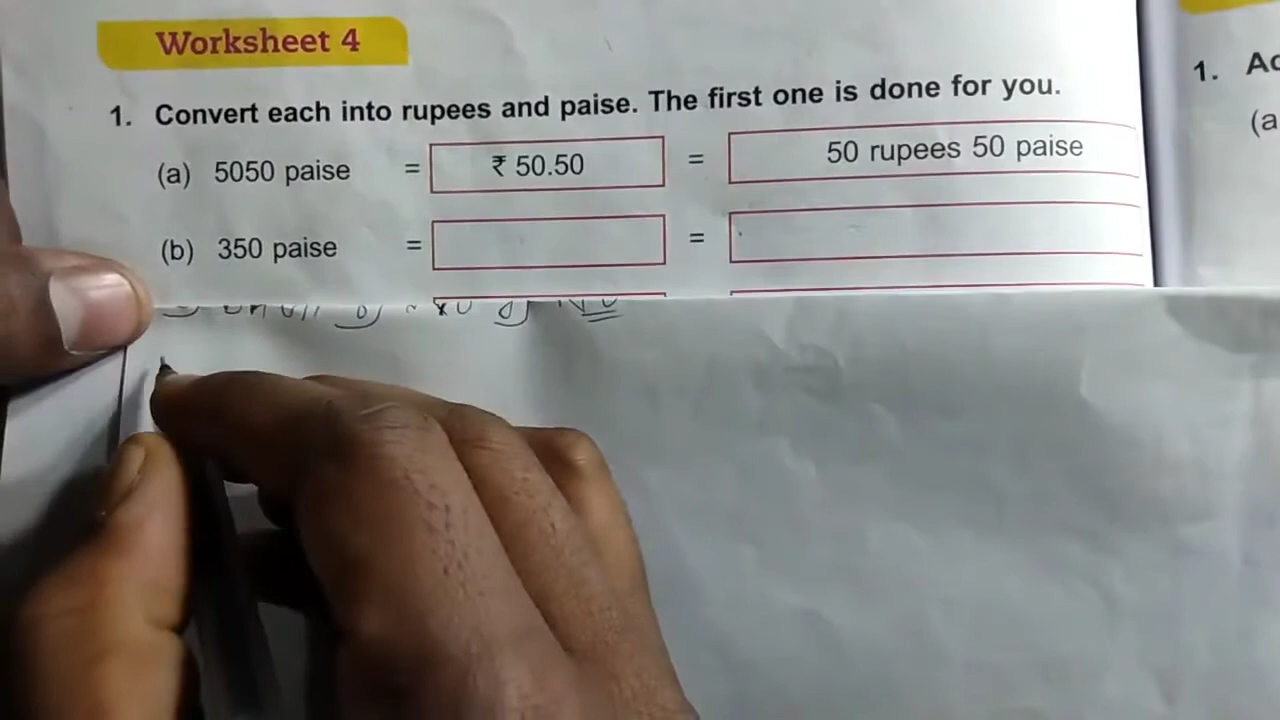 Worksheet 4
1. Convert each into rupees and paise. The first one is done for you.
(a) 5050 paise = ₹ 50.50 = 50 rupees 50 paise
(b) 350 paise = =
1.
(a